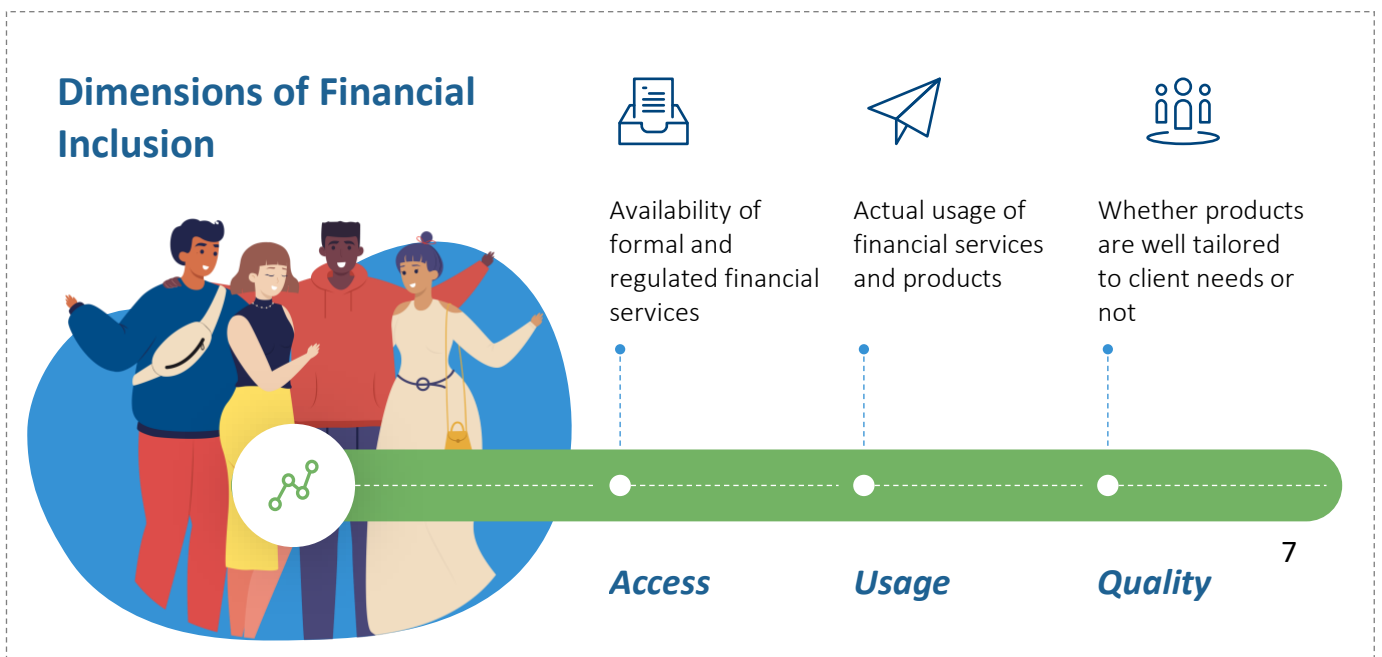 Dimensions of Financial
Inclusion
Availability of
formal and
regulated financial
services
Actual usage of
financial services
and products
Whether products
are well tailored
to client needs or
not
Access
Usage
Quality
7